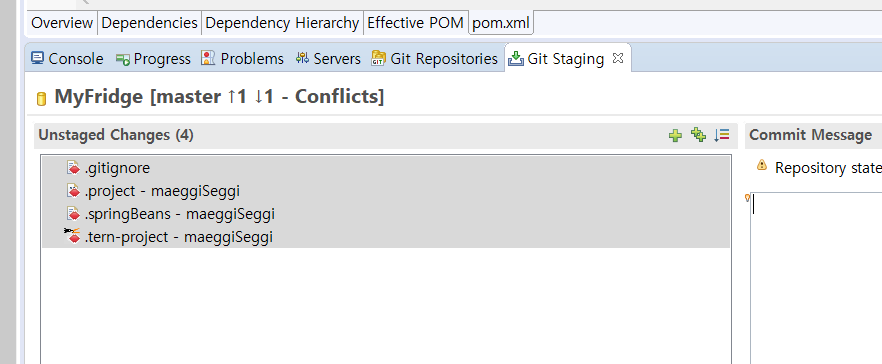 Overview Dependencies Dependency Hierarchy Effective POM pom.xml
Console Progress Problems Servers Git Repositories Git Staging
MyFridge [master ↑1 ↓1 - Conflicts]
Unstaged Changes (4)
.gitignore
.project - maeggiSeggi
.springBeans - maeggiSeggi
.tern-project - maeggiSeggi
Commit Message
Repository state